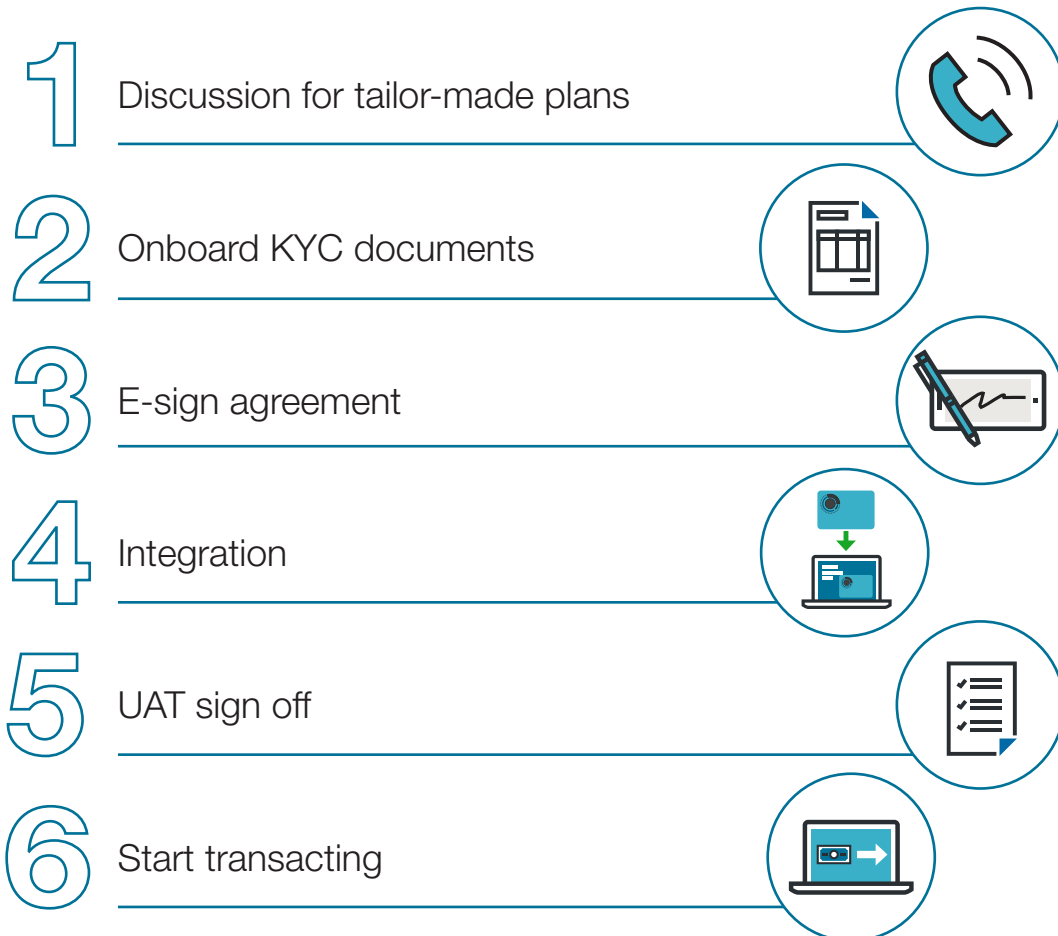 1 Discussion for tailor-made plans
2 Onboard KYC documents
3 E-sign agreement
4 Integration
5 UAT sign off
6 Start transacting